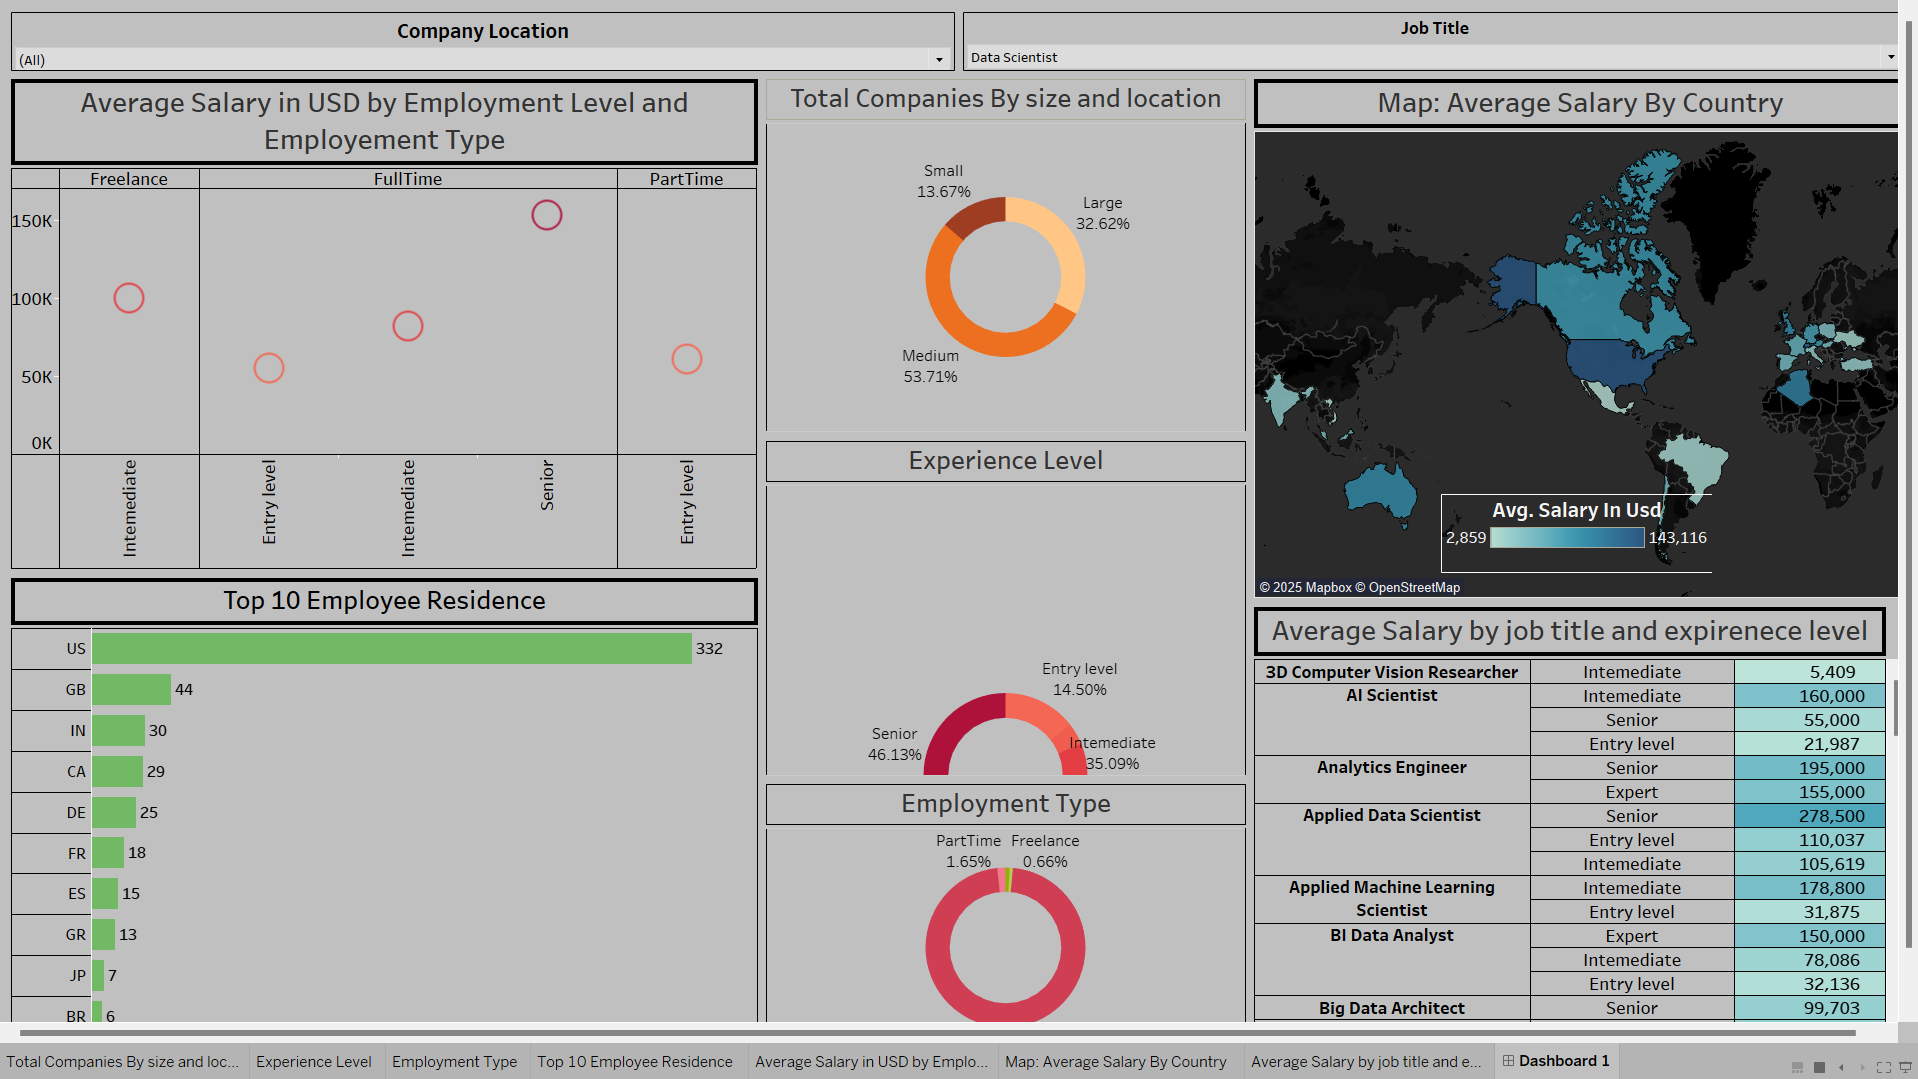 Company Location
(All)
Job Title
Data Scientist
Average Salary in USD by Employment Level and
Employement Type
Freelance
FullTime
PartTime
150K
100K
50K
0K
Intemediate
Entry level
Intemediate
Senior
Entry level
Top 10 Employee Residence
US 332
GB 44
IN 30
CA 29
DE 25
FR 18
ES 15
GR 13
JP 7
BR 6
Total Companies By size and location
Small
13.67%
Large
32.62%
Medium
53.71%
Experience Level
Entry level
14.50%
Senior
46.13%
Intemediate
35.09%
Employment Type
PartTime
1.65%
Freelance
0.66%
Map: Average Salary By Country
Avg. Salary In Usd
2,859 143,116
© 2025 Mapbox © OpenStreetMap
Average Salary by job title and expirenece level
3D Computer Vision Researcher Intemediate 5,409
AI Scientist Intemediate 160,000
Senior 55,000
Entry level 21,987
Analytics Engineer Senior 195,000
Expert 155,000
Applied Data Scientist Senior 278,500
Entry level 110,037
Intemediate 105,619
Applied Machine Learning Intemediate 178,800
Scientist Entry level 31,875
BI Data Analyst Expert 150,000
Intemediate 78,086
Entry level 32,136
Big Data Architect Senior 99,703
Total Companies By size and loc... Experience Level Employment Type Top 10 Employee Residence Average Salary in USD by Emplo... Map: Average Salary By Country Average Salary by job title and e... Dashboard 1